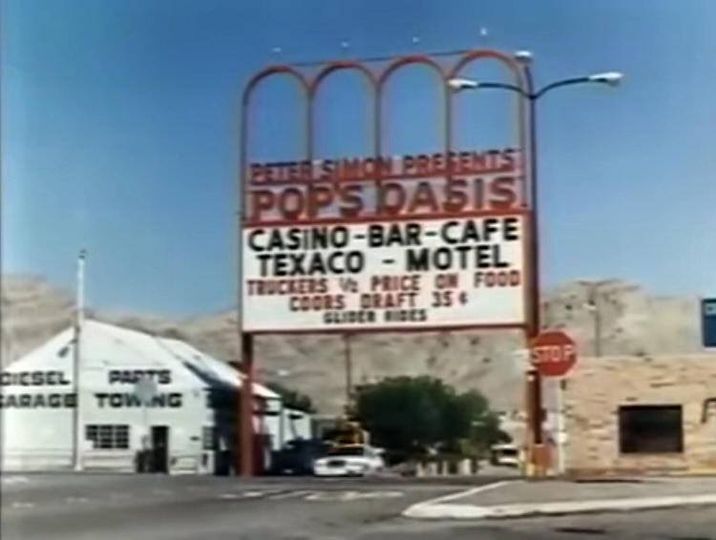 PETER SIMON PRESENTS
POP'S OASIS
CASINO-BAR-CAFE
TEXACO - MOTEL
TRUCKERS ½ PRICE ON FOOD
COORS DRAFT 35¢
GLIDER RIDES
STOP
DIESEL PARTS
GARAGE TOWING